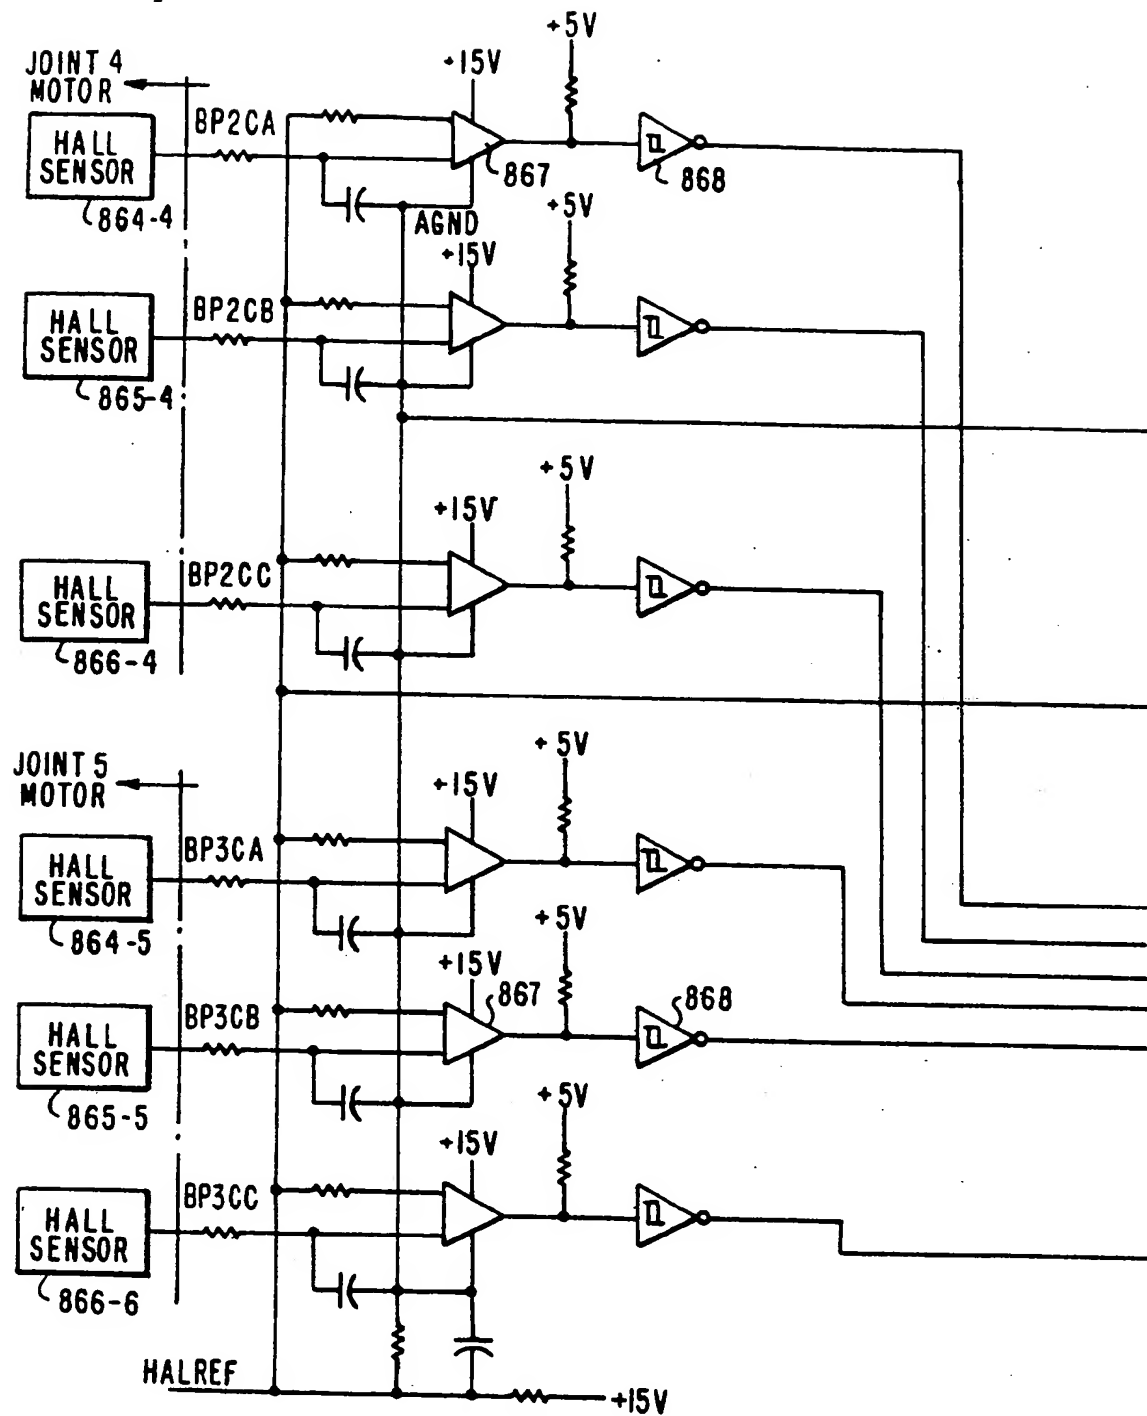 +5V
JOINT 4
MOTOR
+15V
BP2CA
HALL
SENSOR
867
868
864-4
AGND
+5V
+15V
BP2CB
HALL
SENSOR
865-4
+5V
+15V
BP2CC
HALL
SENSOR
866-4
+5V
JOINT 5
MOTOR
+15V
BP3CA
HALL
SENSOR
864-5
+5V
+15V
867
868
BP3CB
HALL
SENSOR
865-5
+5V
+15V
BP3CC
HALL
SENSOR
866-6
HALREF
+15V